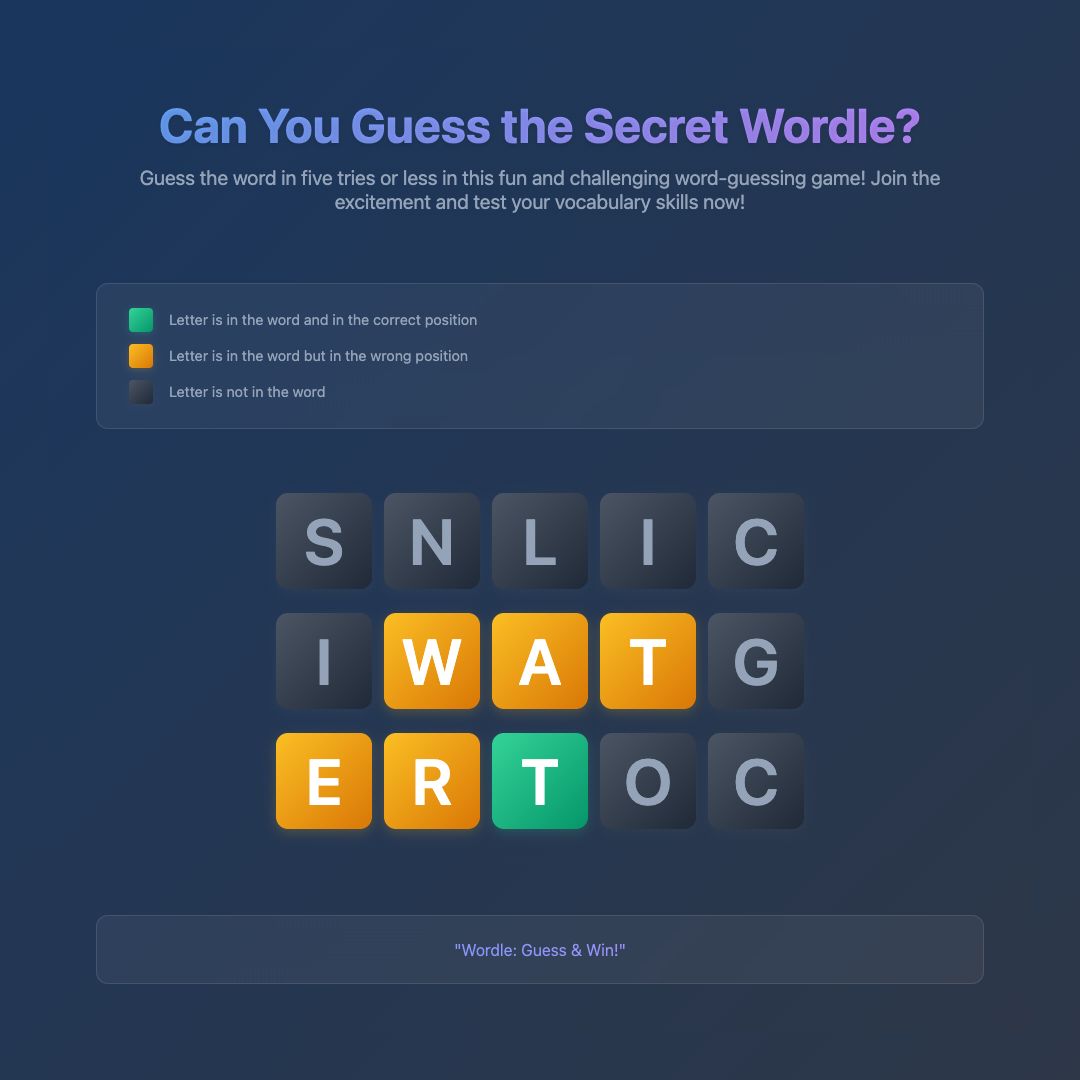 Can You Guess the Secret Wordle?
Guess the word in five tries or less in this fun and challenging word-guessing game! Join the
excitement and test your vocabulary skills now!
Letter is in the word and in the correct position
Letter is in the word but in the wrong position
Letter is not in the word
S N L I C
I W A T G
E R T O C
"Wordle: Guess & Win!"